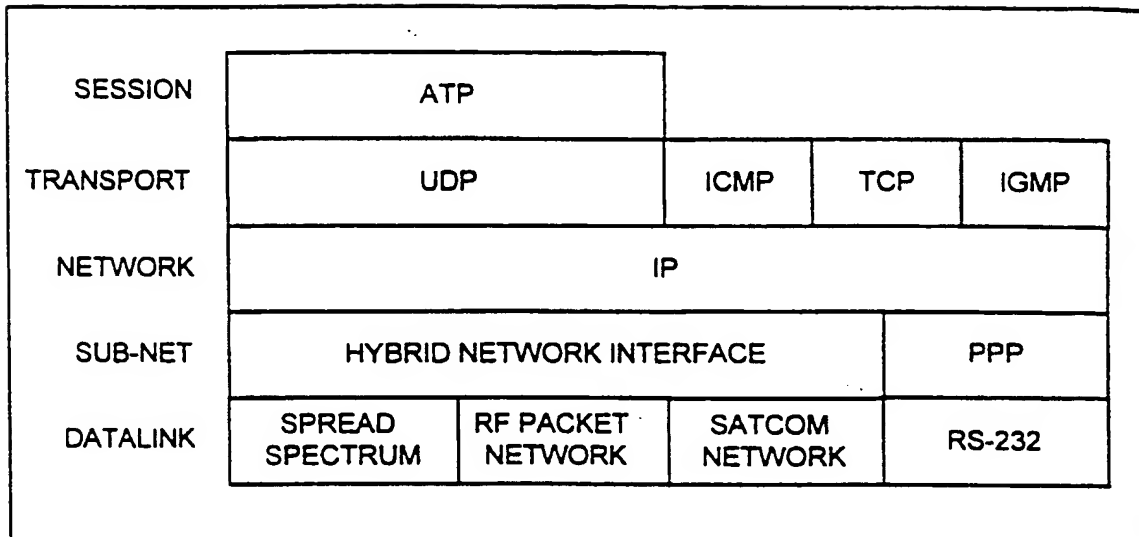 SESSION
ATP
TRANSPORT
UDP
ICMP
TCP
IGMP
NETWORK
IP
SUB-NET
HYBRID NETWORK INTERFACE
PPP
DATALINK
SPREAD
SPECTRUM
RF PACKET
NETWORK
SATCOM
NETWORK
RS-232